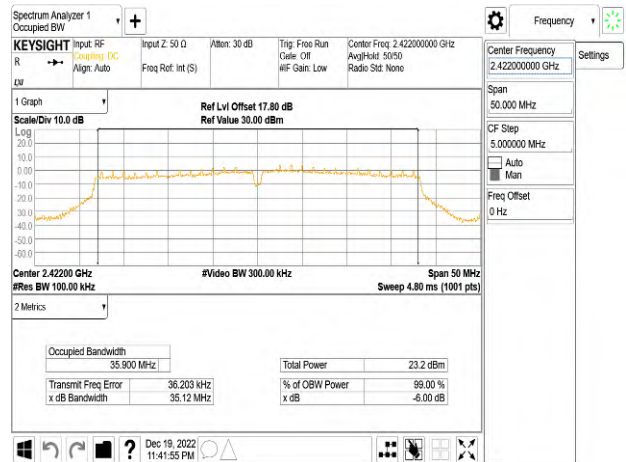 Spectrum Analyzer 1
Occupied BW
Frequency
KEYSIGHT
Input: RF
Coupling: DC
Align: Auto
Input Z: 50 Ω
Freq Ref: Int (S)
Atten: 30 dB
Trig: Free Run
Gate: Off
#IF Gain: Low
Center Freq: 2.422000000 GHz
Avg|Hold: 50/50
Radio Std: None
R
LXI
Center Frequency
2.422000000 GHz
Settings
Span
50.000 MHz
CF Step
5.000000 MHz
Auto
Man
Freq Offset
0 Hz
1 Graph
Scale/Div 10.0 dB
Ref Lvl Offset 17.80 dB
Ref Value 30.00 dBm
Log
20.0
10.0
0.00
-10.0
-20.0
-30.0
-40.0
-50.0
-60.0
Center 2.42200 GHz
#Res BW 100.00 kHz
#Video BW 300.00 kHz
Span 50 MHz
Sweep 4.80 ms (1001 pts)
2 Metrics
Occupied Bandwidth
35.900 MHz
Total Power 23.2 dBm
Transmit Freq Error 36.203 kHz
% of OBW Power 99.00 %
x dB Bandwidth 35.12 MHz
x dB -6.00 dB
?
Dec 19, 2022
11:41:55 PM